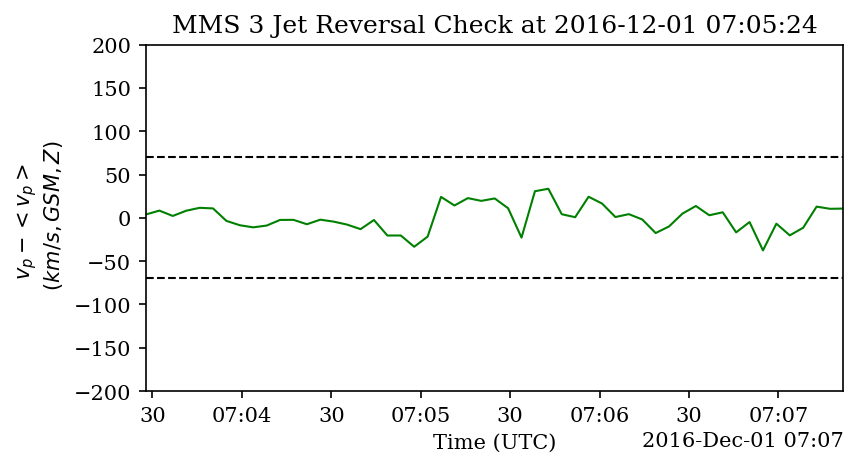 MMS 3 Jet Reversal Check at 2016-12-01 07:05:24
200
150
100
50
0
−50
−100
−150
−200
v_p − < v_p >
(km/s, GSM, Z)
30 07:04 30 07:05 30 07:06 30 07:07
Time (UTC)
2016-Dec-01 07:07